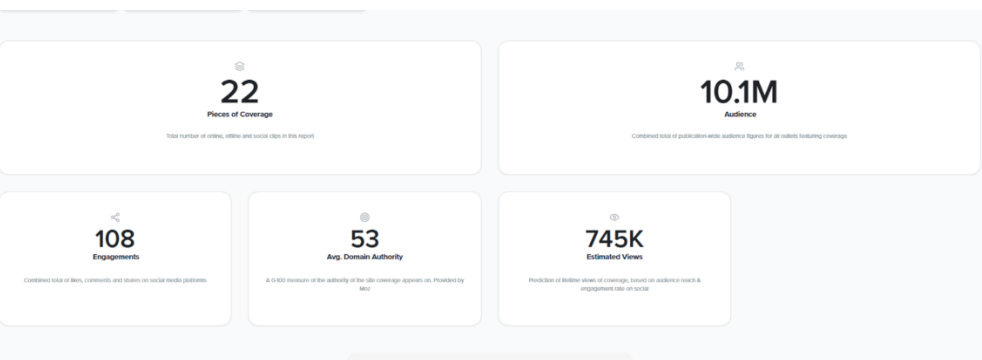 22
Pieces of Coverage
Total number of online, offline and social clips in this report
10.1M
Audience
Combined total of publication-wide audience figures for all outlets featuring coverage
108
Engagements
Combined total of likes, comments and shares on social media platforms
53
Avg. Domain Authority
A 0-100 measure of the authority of the site coverage appears on. Provided by
Moz
745K
Estimated Views
Prediction of lifetime views of coverage, based on audience reach &
engagement rate on social